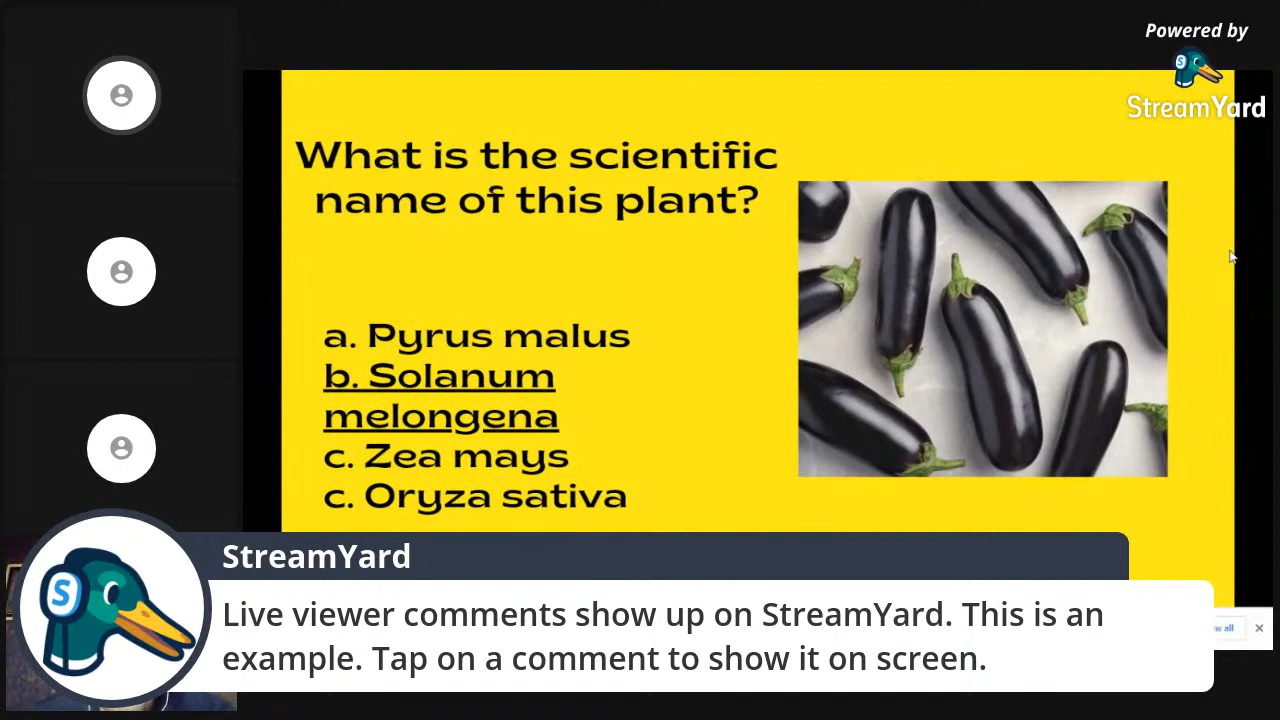 Powered by
StreamYard
What is the scientific
name of this plant?
a. Pyrus malus
b. Solanum
melongena
c. Zea mays
c. Oryza sativa
S
StreamYard
Live viewer comments show up on StreamYard. This is an
example. Tap on a comment to show it on screen.